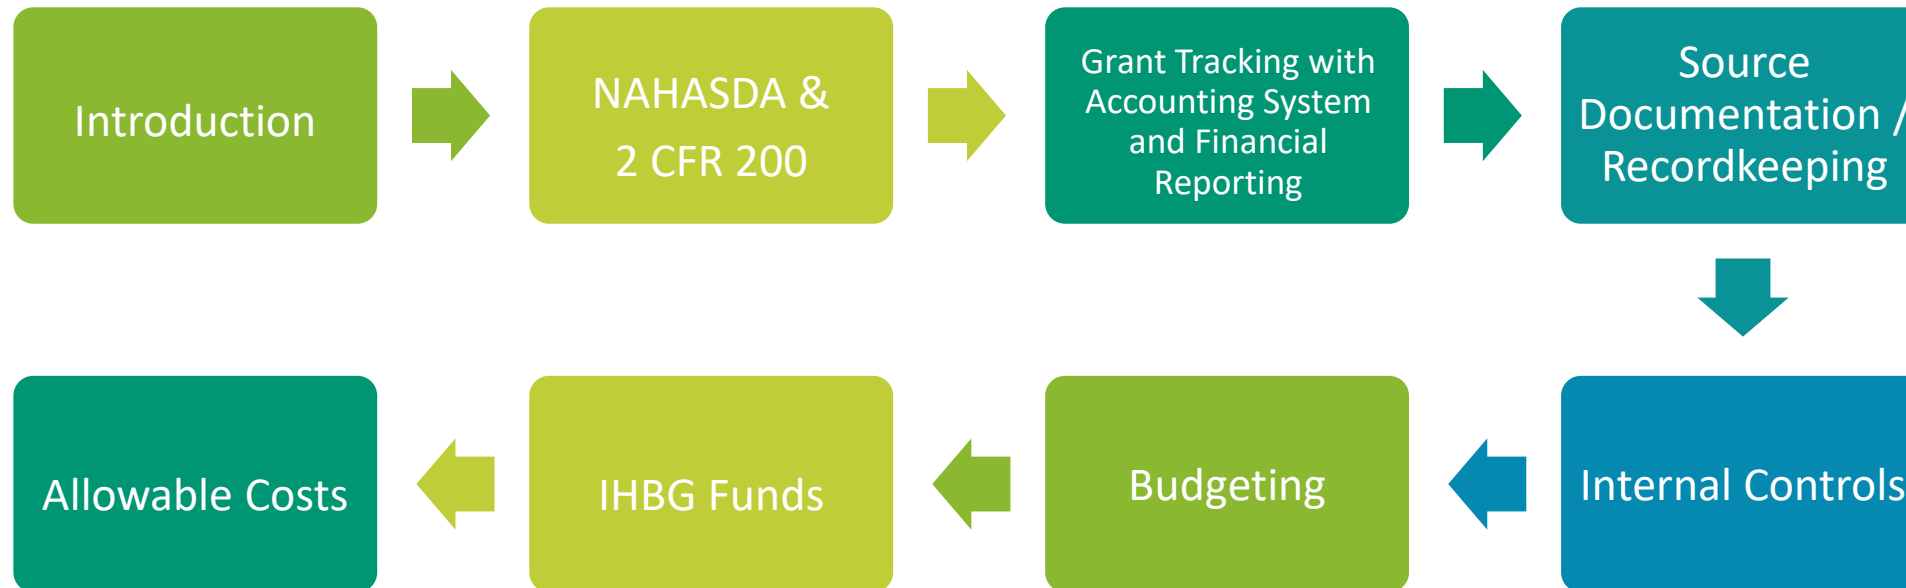 Introduction
NAHASDA &
2 CFR 200
Grant Tracking with
Accounting System
and Financial
Reporting
Source
Documentation /
Recordkeeping
Internal Controls
Budgeting
IHBG Funds
Allowable Costs